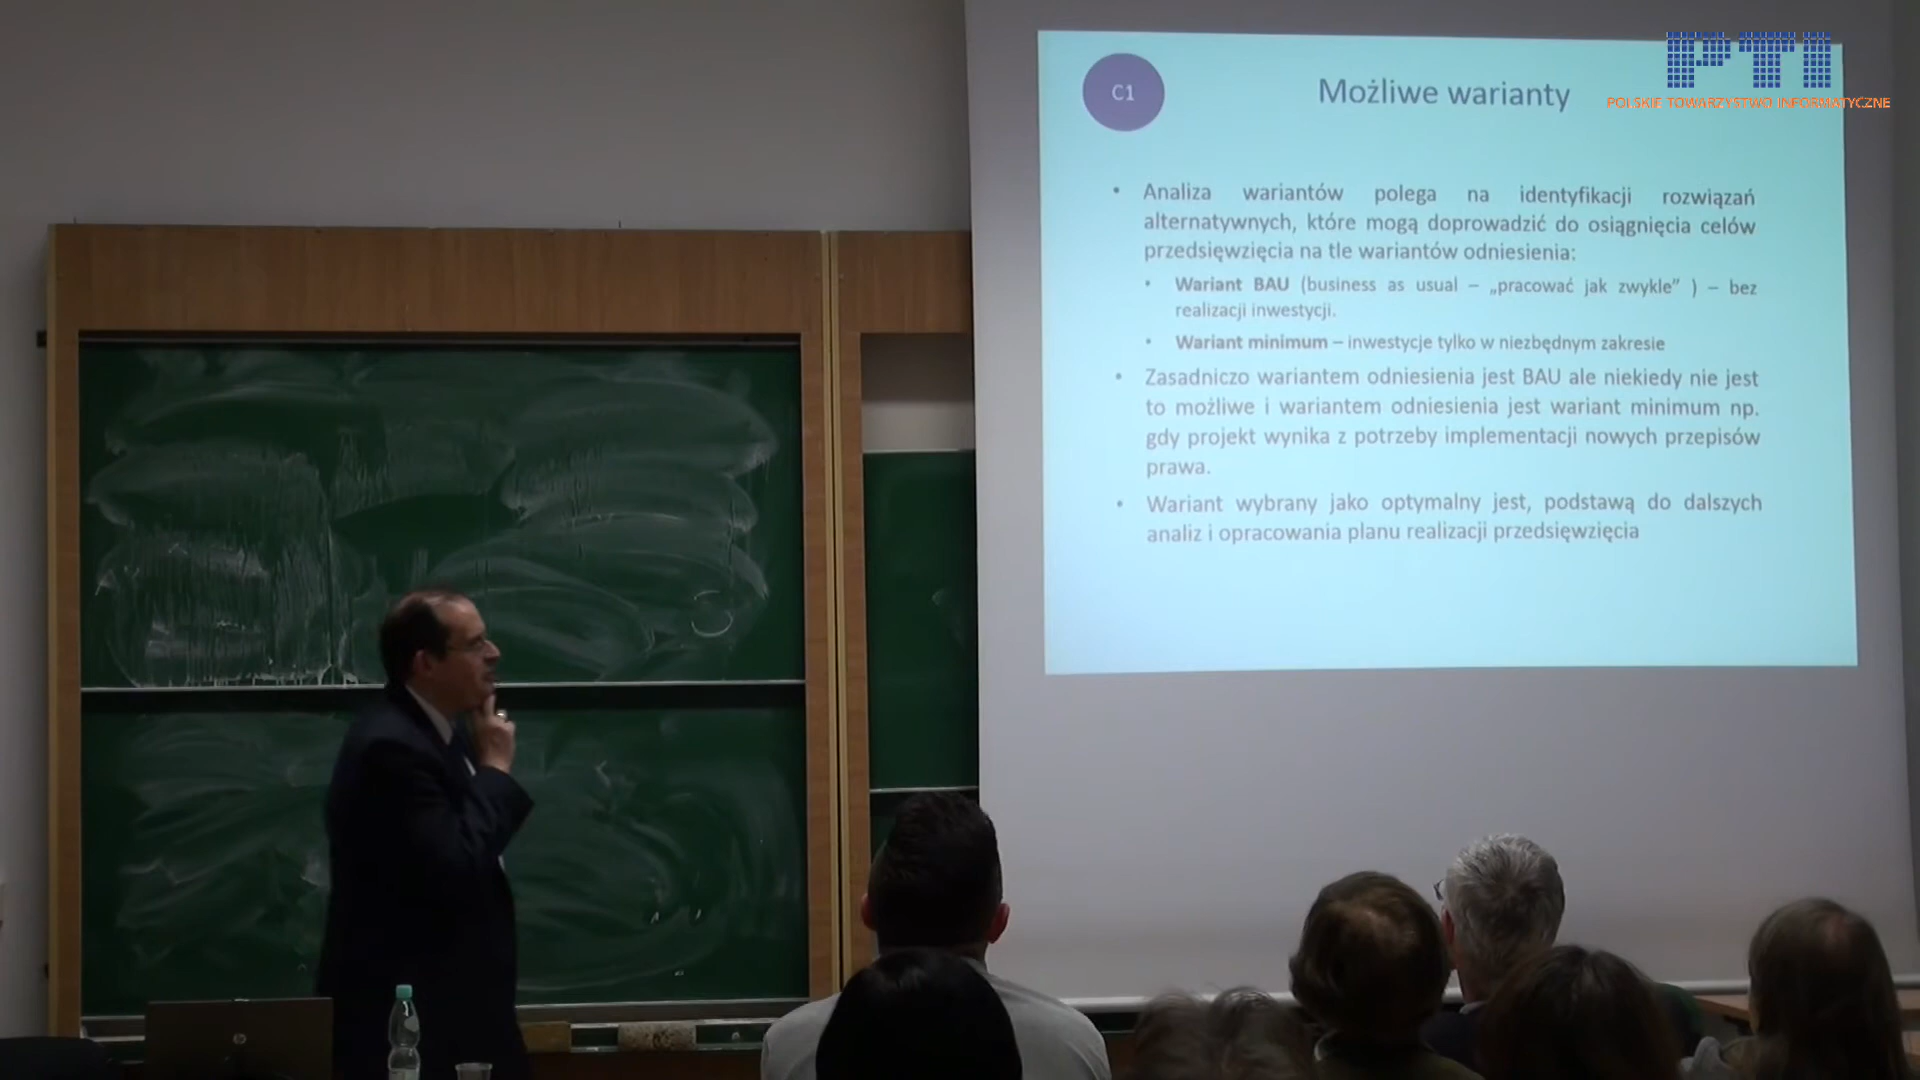 PTI
POLSKIE TOWARZYSTWO INFORMATYCZNE
C1
Możliwe warianty
• Analiza wariantów polega na identyfikacji rozwiązań
alternatywnych, które mogą doprowadzić do osiągnięcia celów
przedsięwzięcia na tle wariantów odniesienia:
• Wariant BAU (business as usual – „pracować jak zwykle” ) – bez
realizacji inwestycji.
• Wariant minimum – inwestycje tylko w niezbędnym zakresie
• Zasadniczo wariantem odniesienia jest BAU ale niekiedy nie jest
to możliwe i wariantem odniesienia jest wariant minimum np.
gdy projekt wynika z potrzeby implementacji nowych przepisów
prawa.
• Wariant wybrany jako optymalny jest, podstawą do dalszych
analiz i opracowania planu realizacji przedsięwzięcia
hp